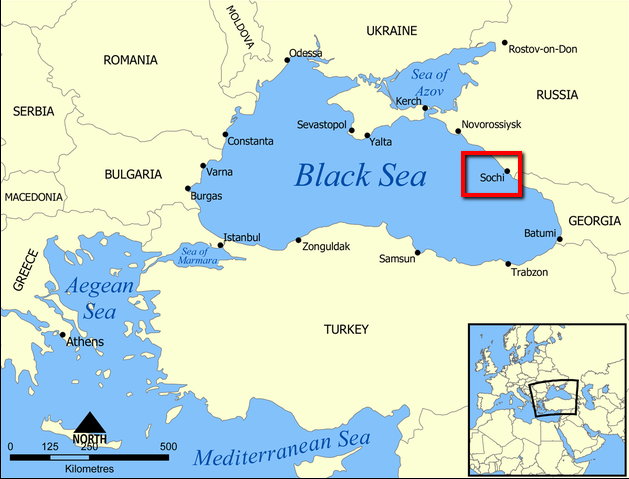 MOLDOVA
UKRAINE
ROMANIA
Odessa
Rostov-on-Don
Sea of
Azov
RUSSIA
SERBIA
Kerch
Sevastopol
Novorossiysk
Constanta
Yalta
BULGARIA
Varna
Black Sea
Sochi
MACEDONIA
Burgas
GEORGIA
Batumi
Istanbul
Zonguldak
Samsun
Trabzon
Sea of
Marmara
GREECE
Aegean
Sea
TURKEY
Athens
NORTH
0 125 250 500
Kilometres
Mediterranean Sea